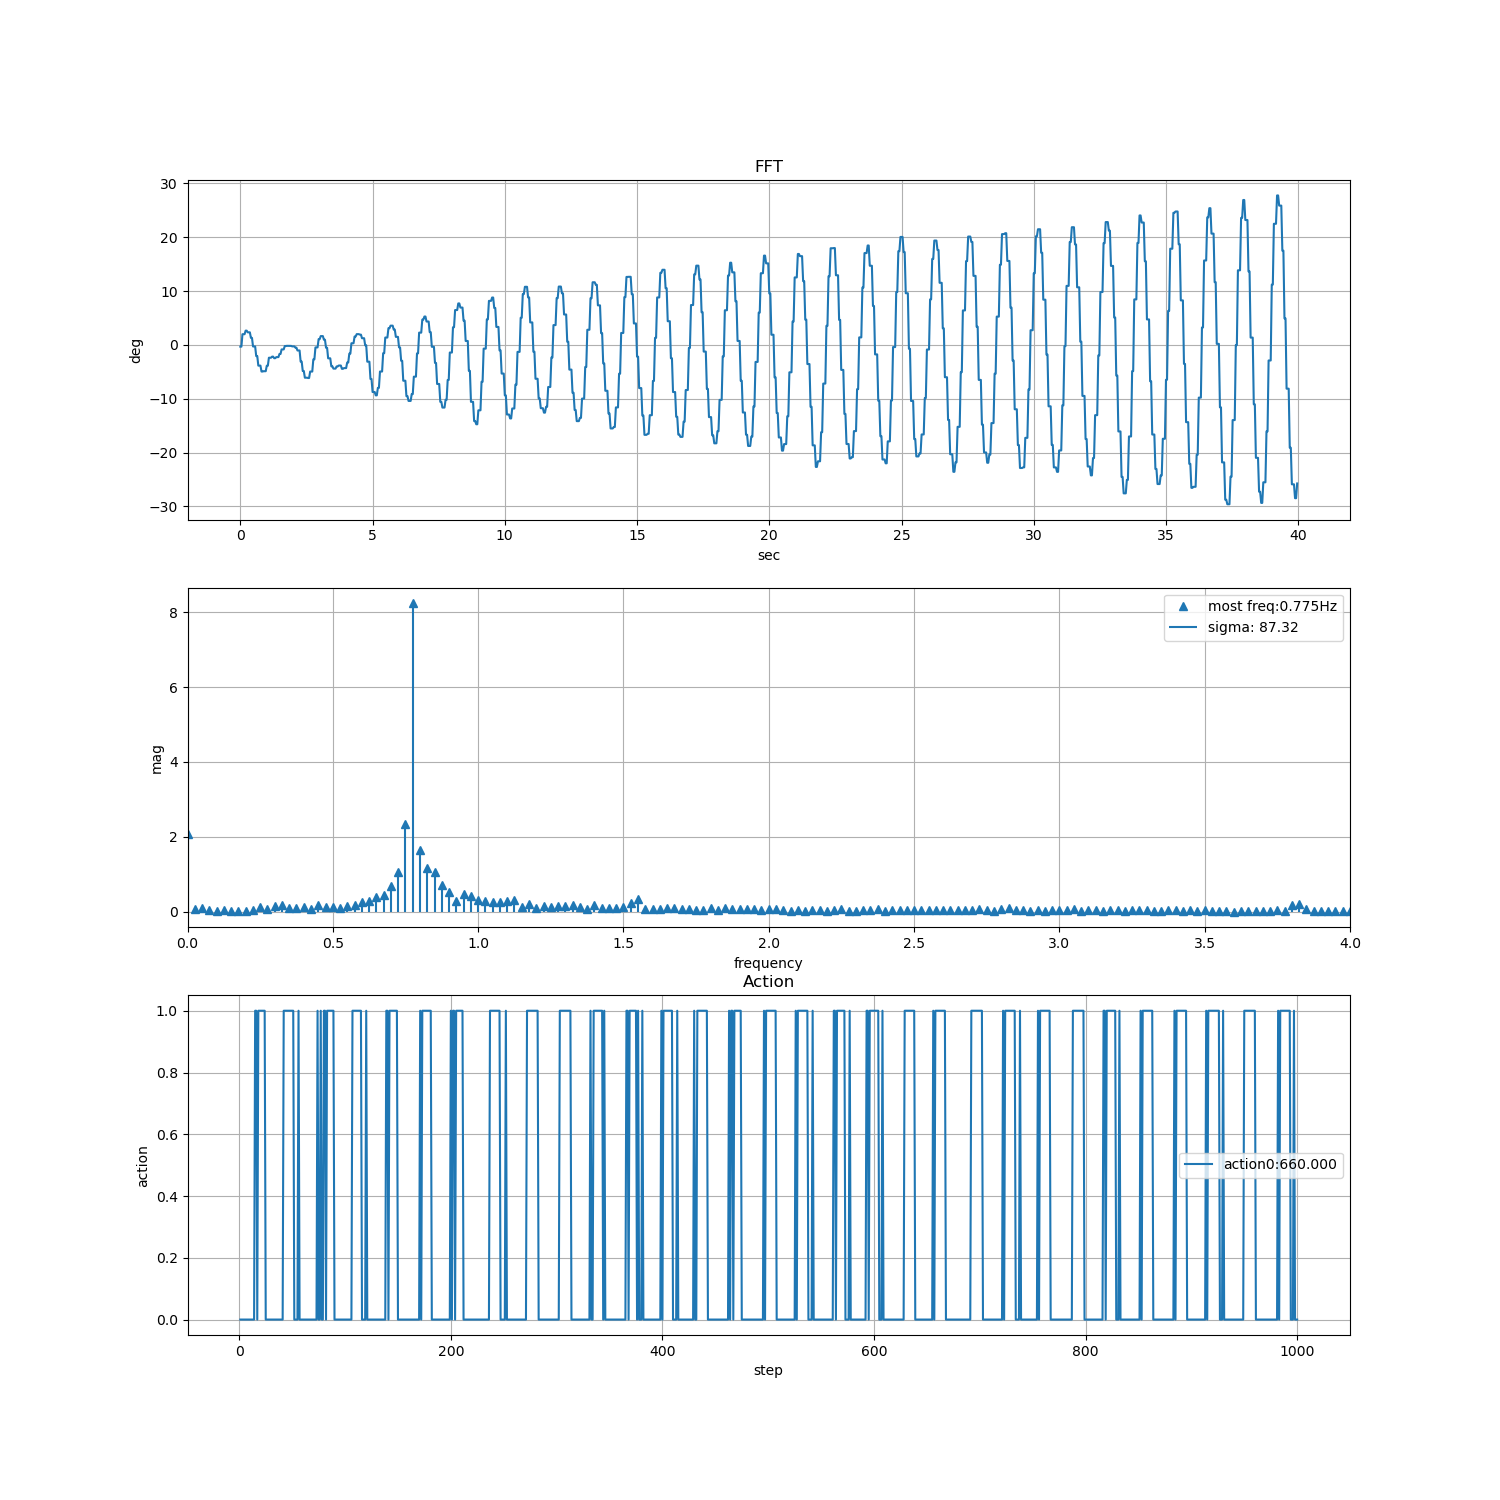 FFT
30
20
10
0
−10
−20
−30
deg
0 5 10 15 20 25 30 35 40
sec
8
6
4
2
0
mag
most freq:0.775Hz
sigma: 87.32
0.0 0.5 1.0 1.5 2.0 2.5 3.0 3.5 4.0
frequency
Action
1.0
0.8
0.6
0.4
0.2
0.0
action
action0:660.000
0 200 400 600 800 1000
step